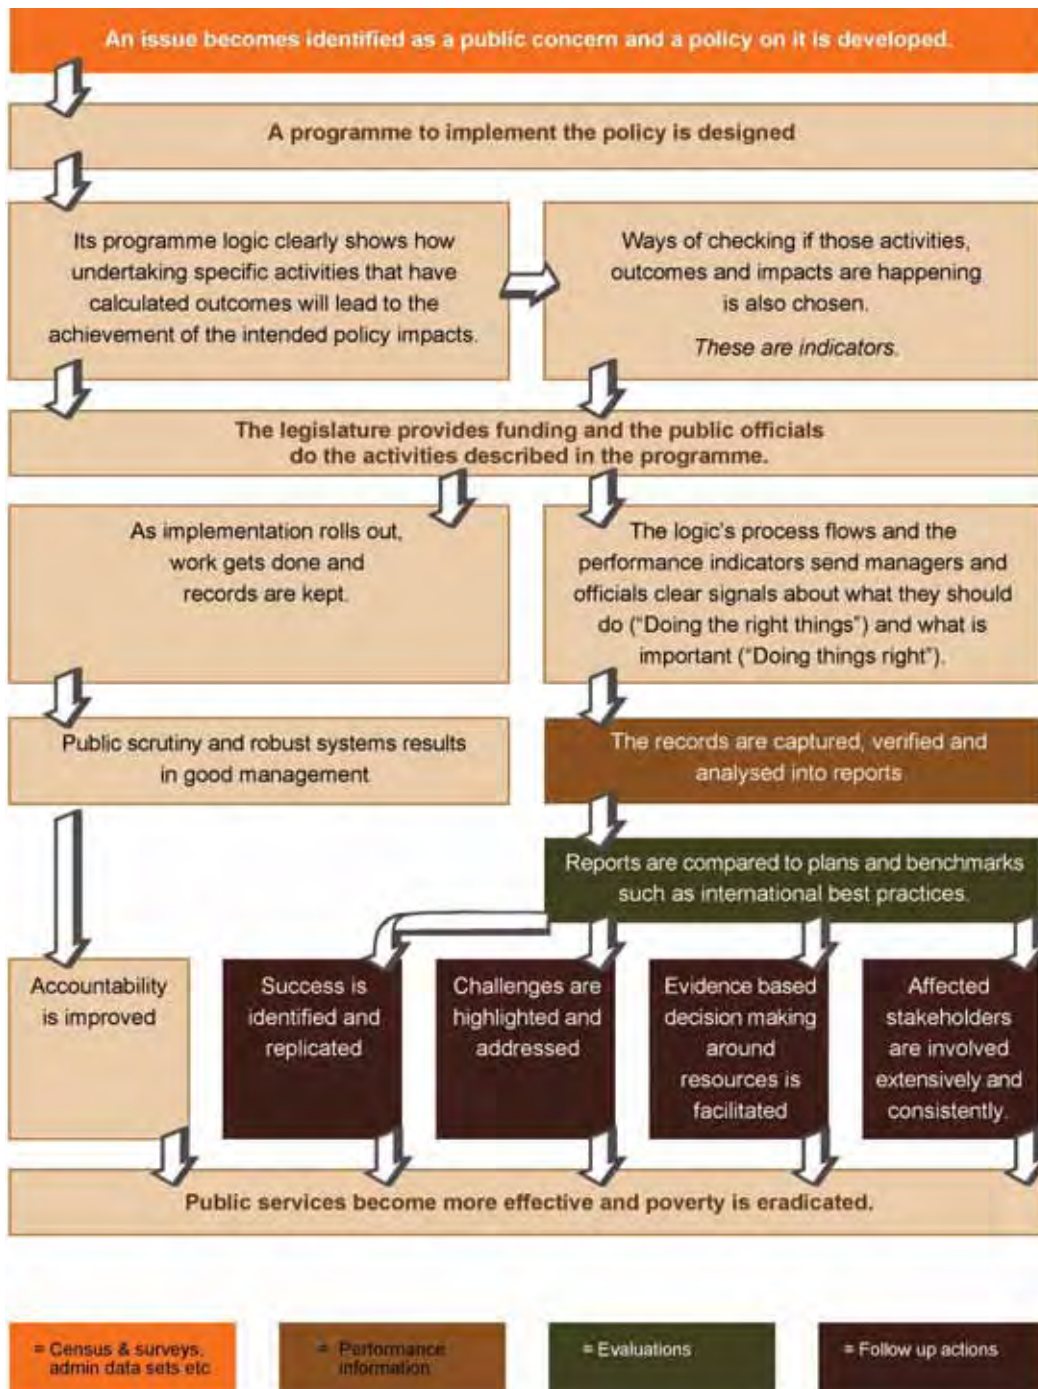 An issue becomes identified as a public concern and a policy on it is developed.
A programme to implement the policy is designed
Its programme logic clearly shows how
undertaking specific activities that have
calculated outcomes will lead to the
achievement of the intended policy impacts.
Ways of checking if those activities,
outcomes and impacts are happening
is also chosen.
These are indicators.
The legislature provides funding and the public officials
do the activities described in the programme.
As implementation rolls out,
work gets done and
records are kept.
The logic's process flows and the
performance indicators send managers and
officials clear signals about what they should
do (“Doing the right things”) and what is
important (“Doing things right”).
Public scrutiny and robust systems results
in good management
The records are captured, verified and
analysed into reports
Reports are compared to plans and benchmarks
such as international best practices.
Accountability
is improved
Success is
identified and
replicated
Challenges are
highlighted and
addressed
Evidence based
decision making
around
resources is
facilitated
Affected
stakeholders
are involved
extensively and
consistently.
Public services become more effective and poverty is eradicated.
= Census & surveys,
admin data sets etc
= Performance
information
= Evaluations
= Follow up actions